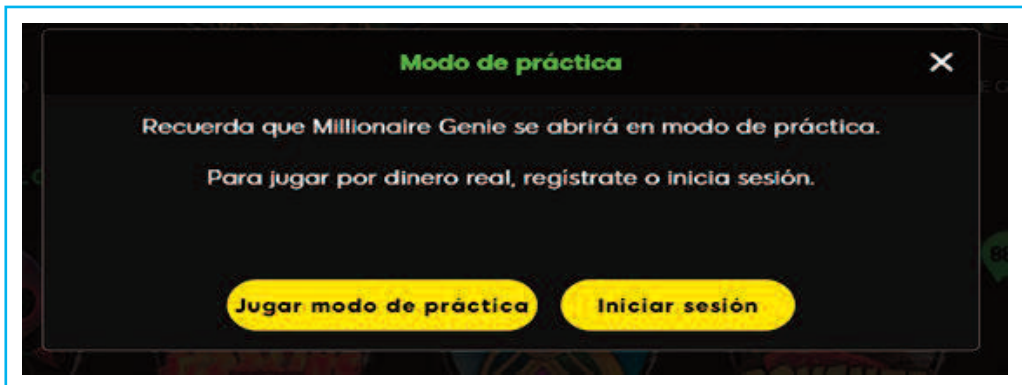 Modo de práctica
Recuerda que Millionaire Genie se abrirá en modo de práctica.
Para jugar por dinero real, regístrate o inicia sesión.
Jugar modo de práctica
Iniciar sesión